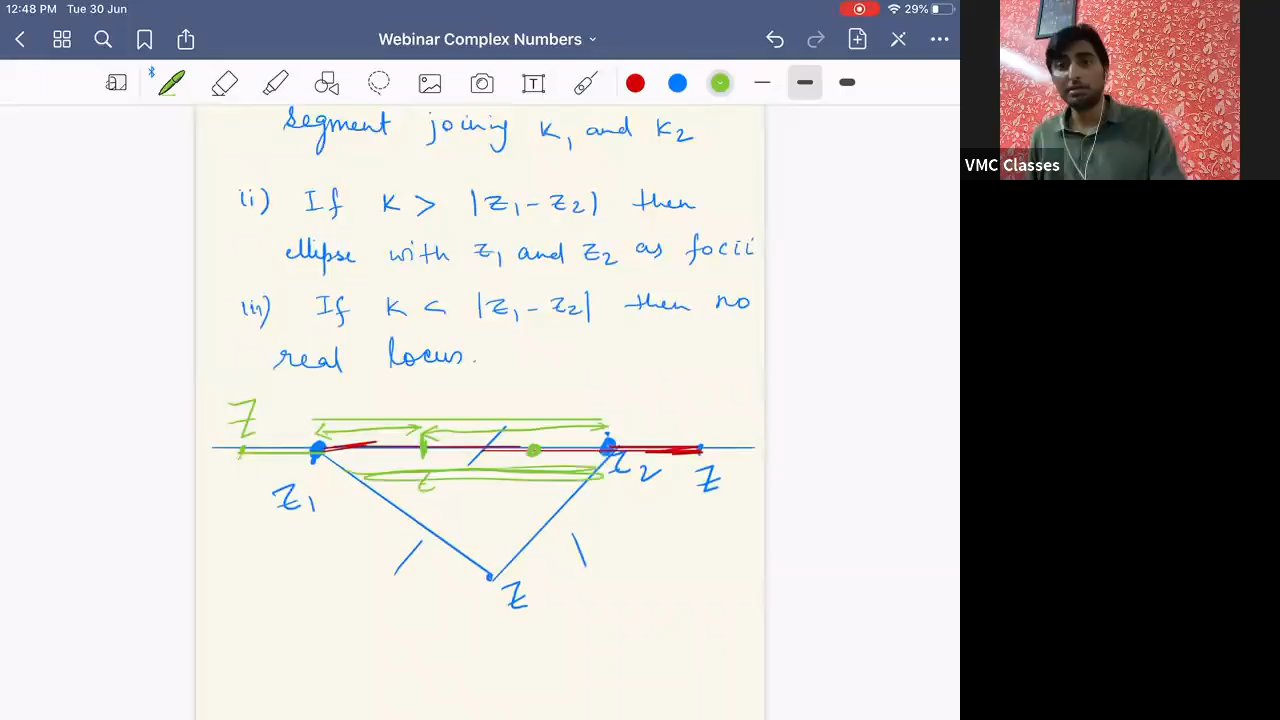 12:48 PM Tue 30 Jun
29%
Webinar Complex Numbers
T
VMC Classes
segment joining K1 and K2
(ii) If K > |Z1 - Z2| then
ellipse with Z1 and Z2 as focii
(iii) If K < |Z1 - Z2| then no
real locus.
Z
Z1
Z2
Z
Z